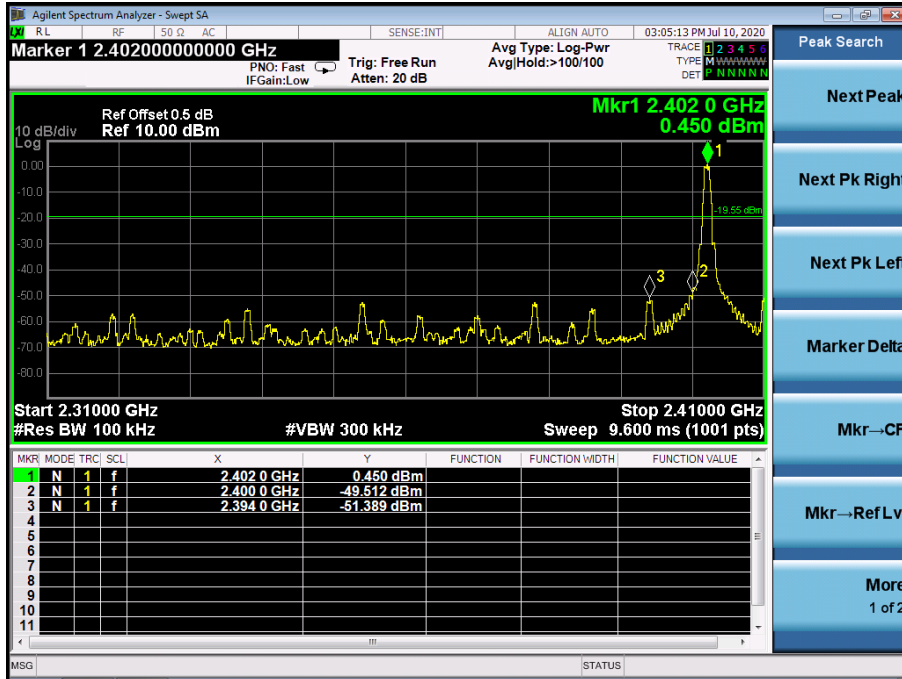 Agilent Spectrum Analyzer - Swept SA
LXI RL RF 50 Ω AC SENSE:INT ALIGN AUTO 03:05:13 PM Jul 10, 2020
Marker 1 2.402000000000 GHz
PNO: Fast
IFGain:Low
Trig: Free Run
Atten: 20 dB
Avg Type: Log-Pwr
Avg|Hold:>100/100
TRACE 1 2 3 4 5 6
TYPE M WWWWW
DET P N N N N N
Peak Search
Next Peak
Next Pk Right
Next Pk Left
Marker Delta
Mkr→CF
Mkr→Ref Lv
More
1 of 2
Ref Offset 0.5 dB
10 dB/div Ref 10.00 dBm
Log
Mkr1 2.402 0 GHz
0.450 dBm
1
0.00
-10.0
-20.0
-19.55 dBm
-30.0
-40.0
3 2
-50.0
-60.0
-70.0
-80.0
Start 2.31000 GHz Stop 2.41000 GHz
#Res BW 100 kHz #VBW 300 kHz Sweep 9.600 ms (1001 pts)
MKR MODE TRC SCL X Y FUNCTION FUNCTION WIDTH FUNCTION VALUE
1 N 1 f 2.402 0 GHz 0.450 dBm
2 N 1 f 2.400 0 GHz -49.512 dBm
3 N 1 f 2.394 0 GHz -51.389 dBm
4
5
6
7
8
9
10
11
MSG STATUS